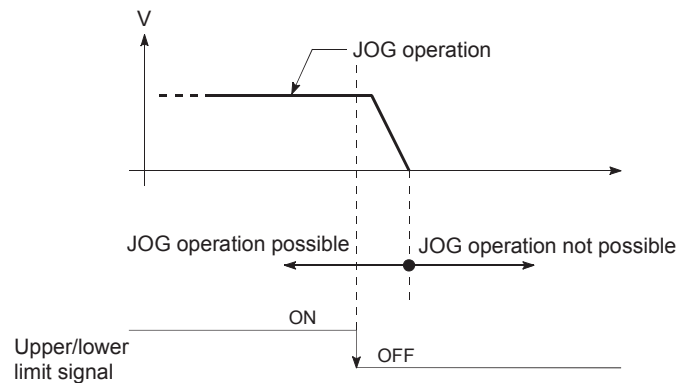 V
JOG operation
JOG operation possible
JOG operation not possible
ON
Upper/lower
limit signal
OFF